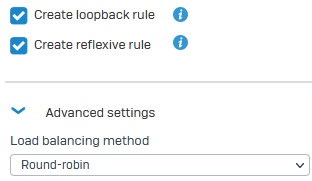 Create loopback rule
Create reflexive rule
Advanced settings
Load balancing method
Round-robin